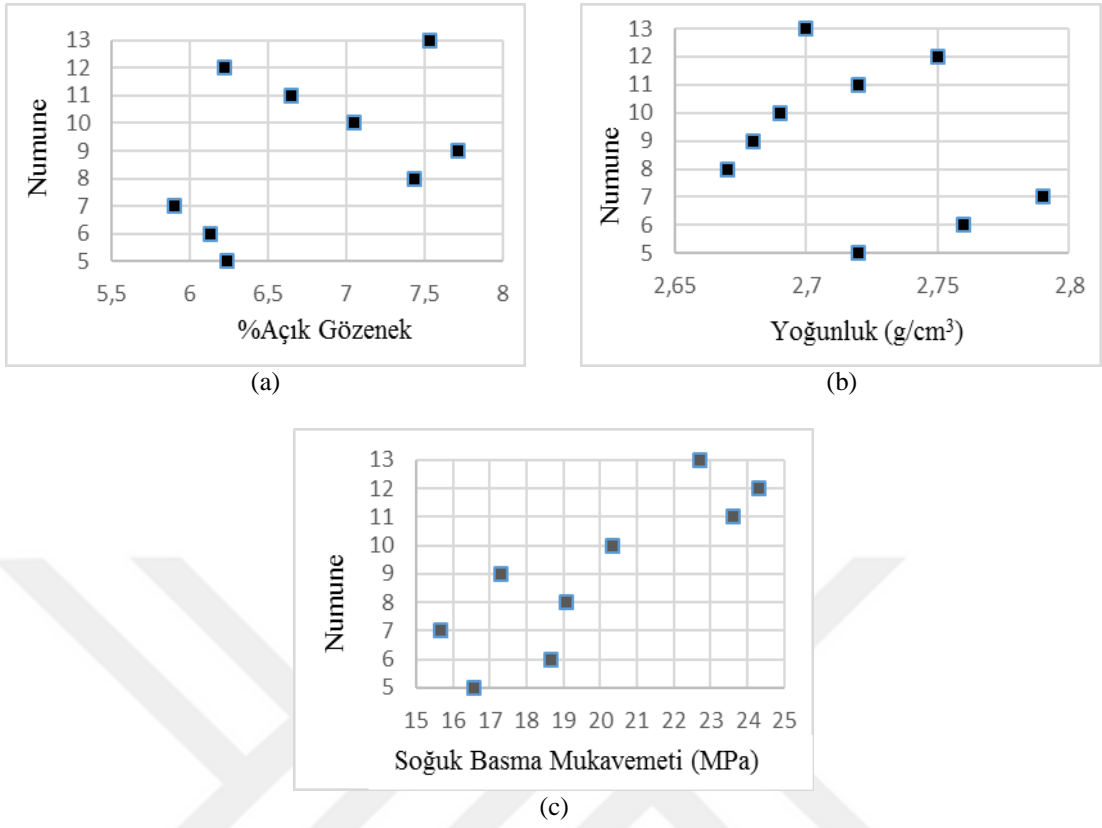 13
12
11
10
9
8
7
6
5
Numune
5,5 6 6,5 7 7,5 8
%Açık Gözenek
(a)
13
12
11
10
9
8
7
6
5
Numune
2,65 2,7 2,75 2,8
Yoğunluk (g/cm³)
(b)
13
12
11
10
9
8
7
6
5
Numune
15 16 17 18 19 20 21 22 23 24 25
Soğuk Basma Mukavemeti (MPa)
(c)